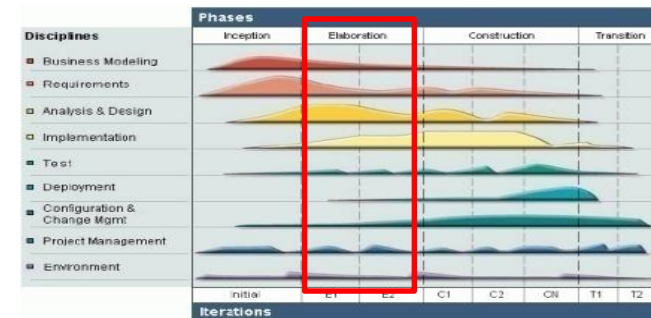 Phases
Disciplines
Inception Elaboration Construction Transition
Business Modeling
Requirements
Analysis & Design
Implementation
Test
Deployment
Configuration &
Change Mgmt
Project Management
Environment
Initial E1 E2 C1 C2 CN T1 T2
Iterations